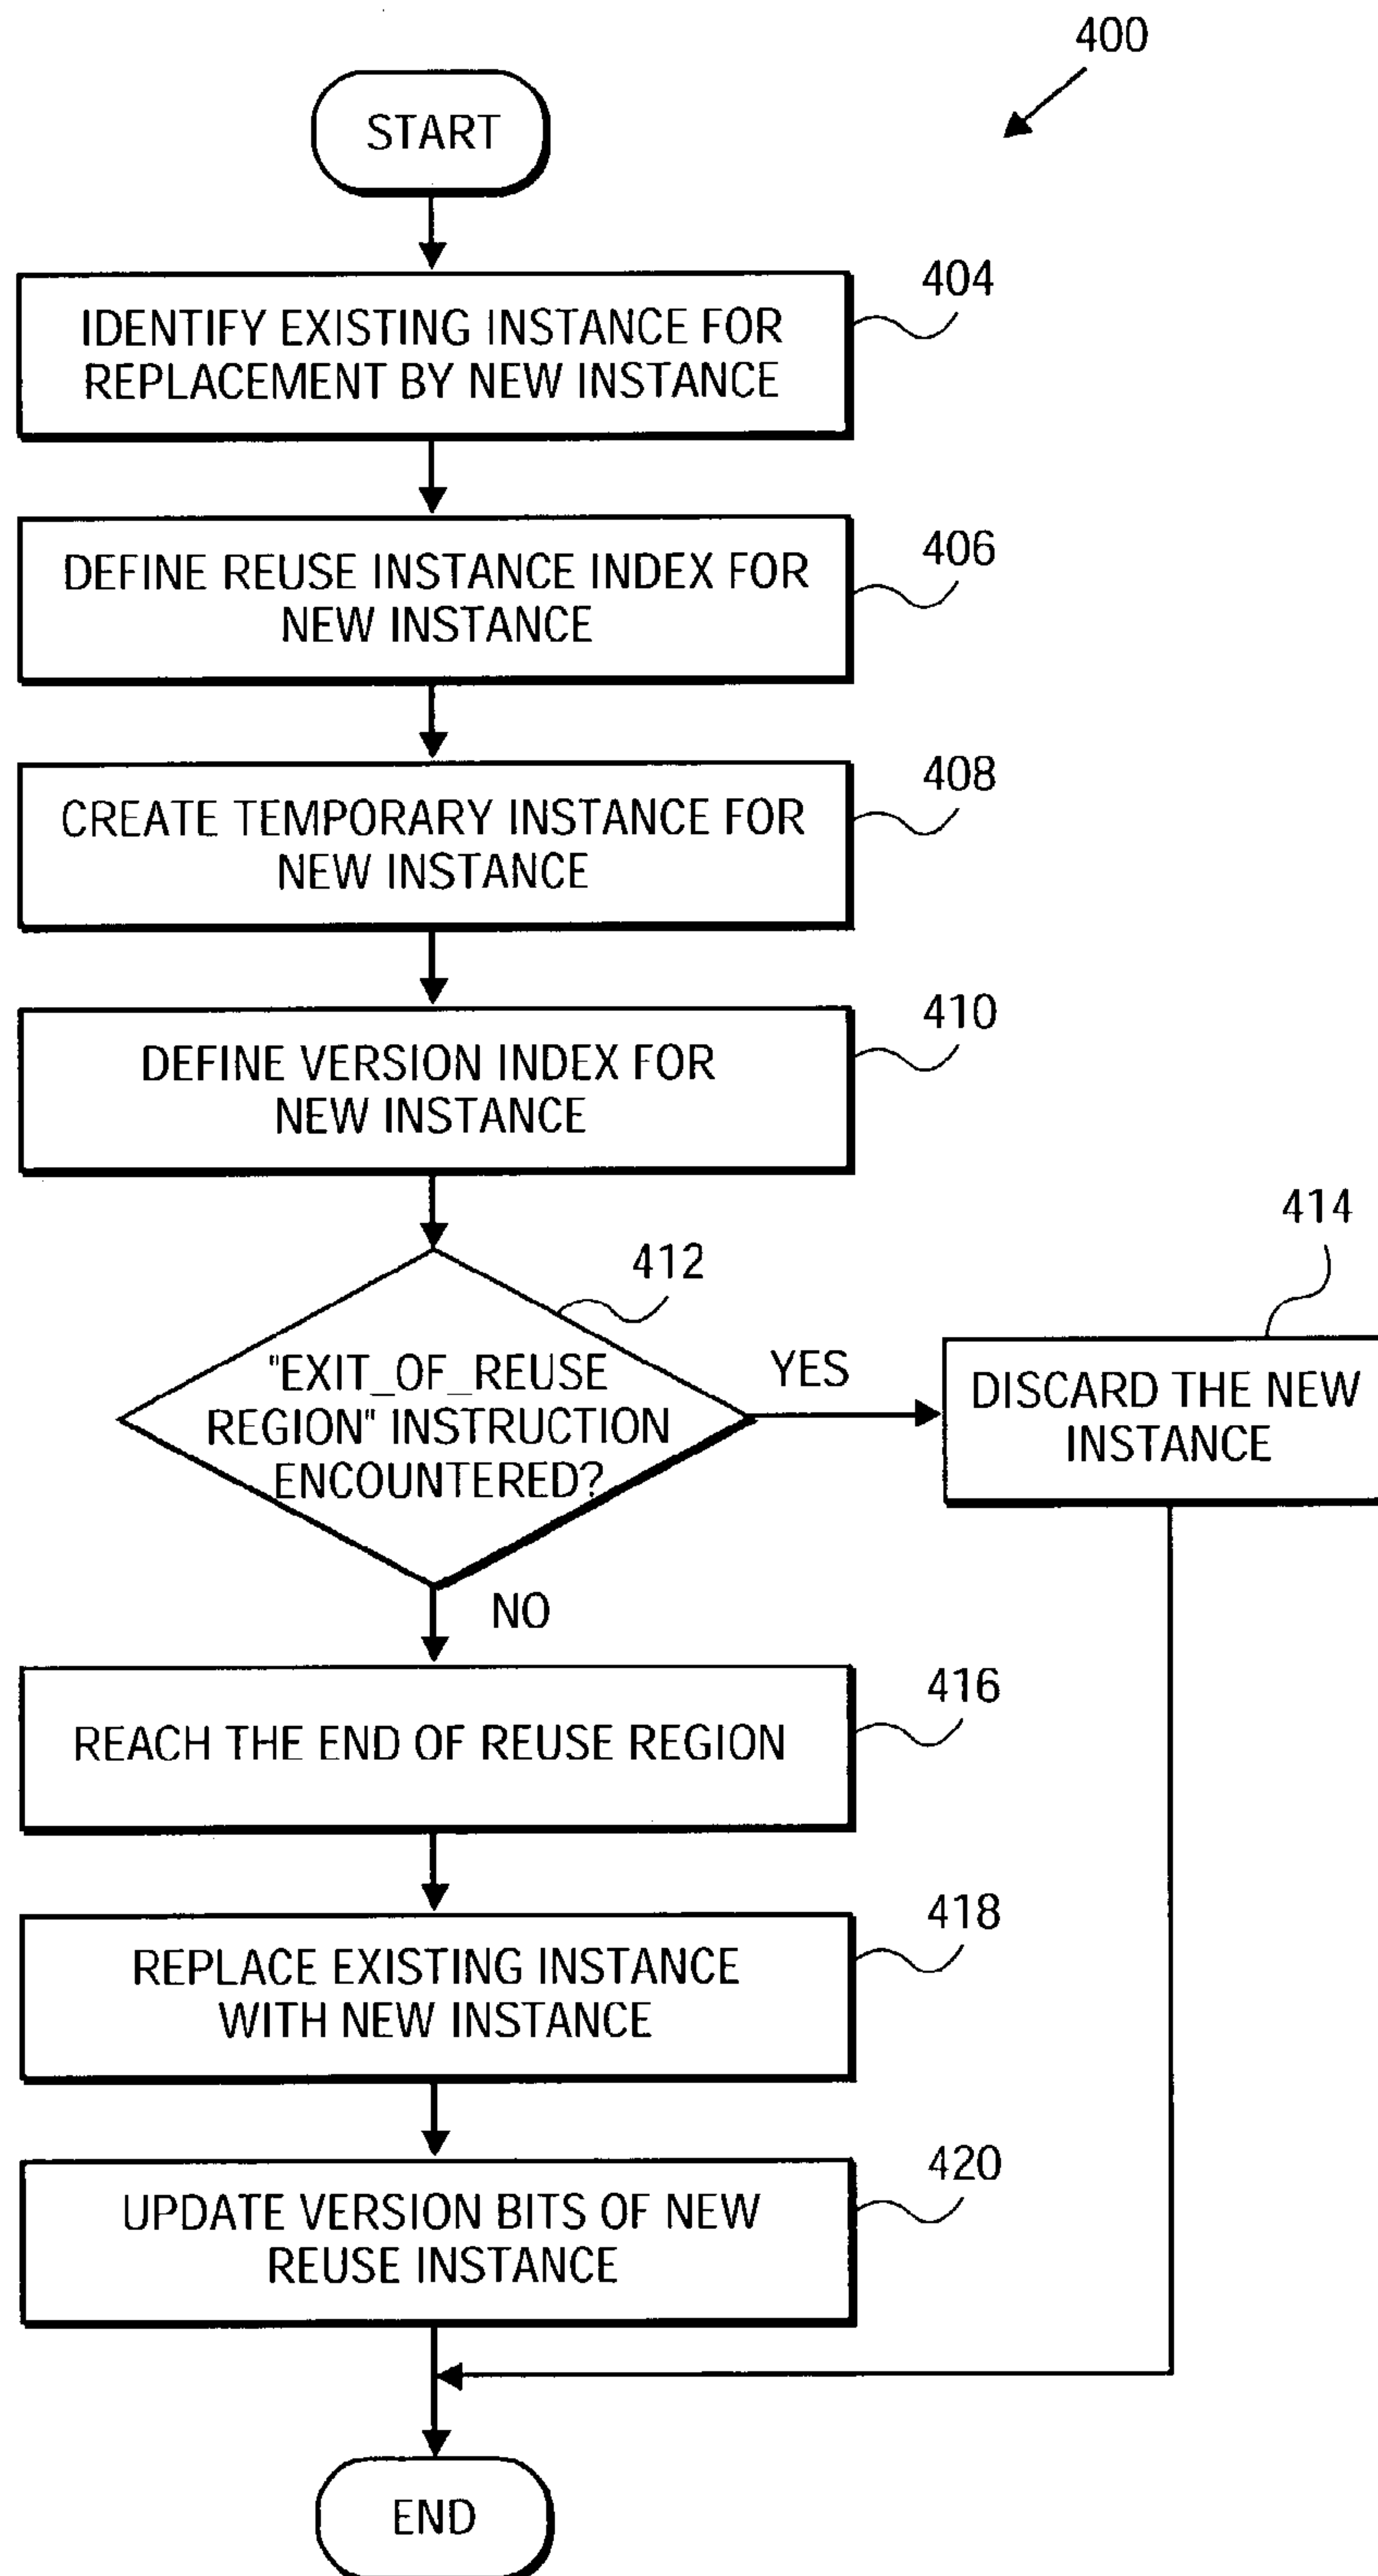 400
START
404
IDENTIFY EXISTING INSTANCE FOR
REPLACEMENT BY NEW INSTANCE
406
DEFINE REUSE INSTANCE INDEX FOR
NEW INSTANCE
408
CREATE TEMPORARY INSTANCE FOR
NEW INSTANCE
410
DEFINE VERSION INDEX FOR
NEW INSTANCE
412
"EXIT_OF_REUSE
REGION" INSTRUCTION
ENCOUNTERED?
YES
414
DISCARD THE NEW
INSTANCE
NO
416
REACH THE END OF REUSE REGION
418
REPLACE EXISTING INSTANCE
WITH NEW INSTANCE
420
UPDATE VERSION BITS OF NEW
REUSE INSTANCE
END